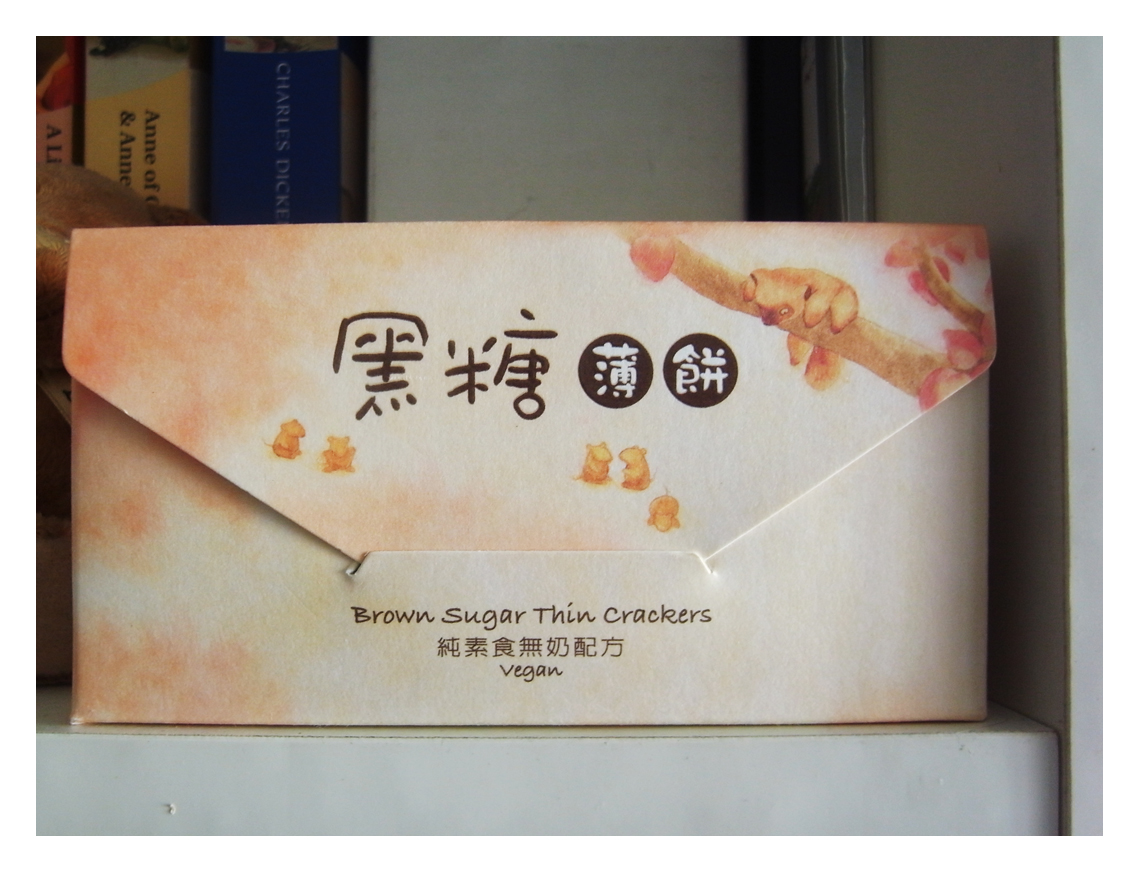 A Li
Anne of G
& Anne
CHARLES DICKE
黑糖薄餅
Brown Sugar Thin Crackers
純素食無奶配方
Vegan